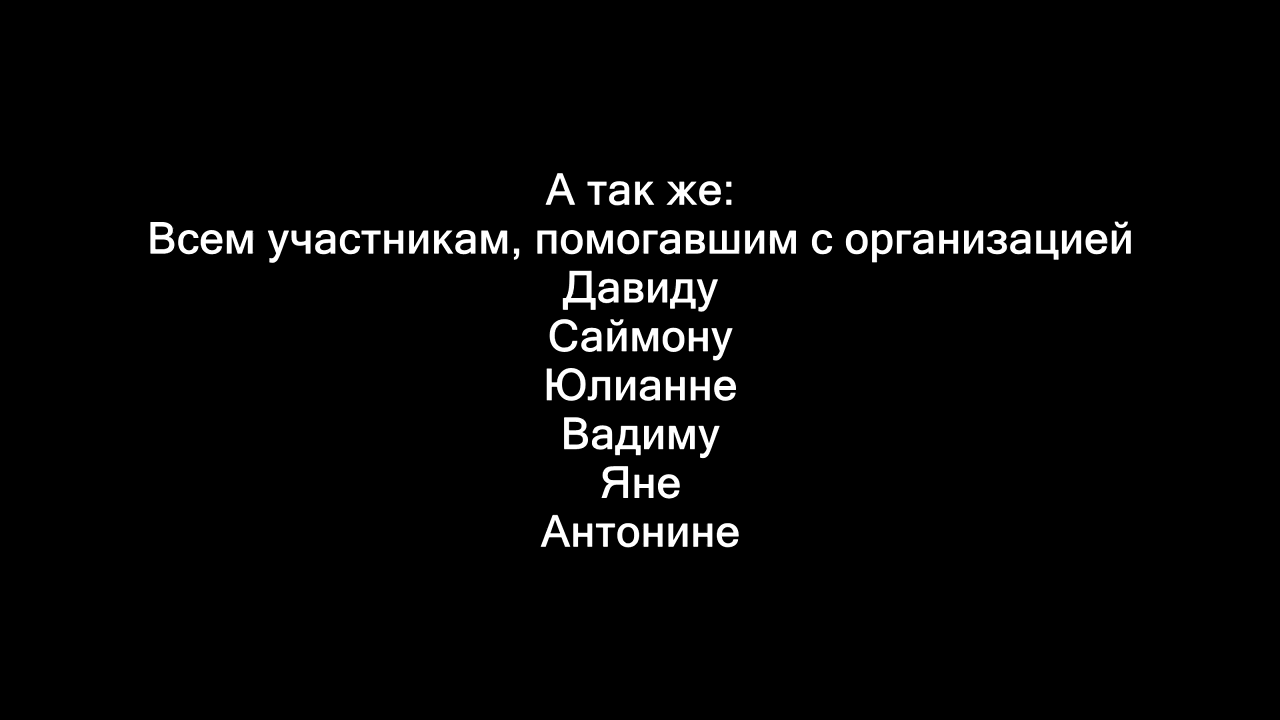 А так же:
Всем участникам, помогавшим с организацией
Давиду
Саймону
Юлианне
Вадиму
Яне
Антонине